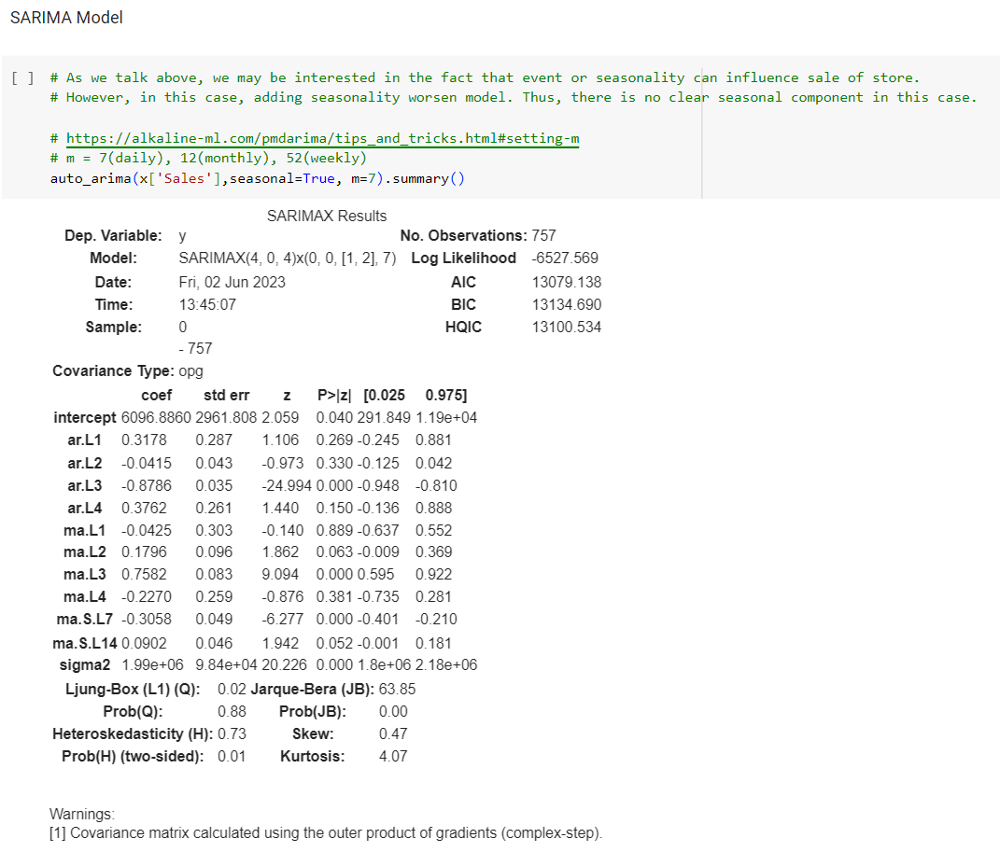 SARIMA Model
[ ] # As we talk above, we may be interested in the fact that event or seasonality can influence sale of store.
# However, in this case, adding seasonality worsen model. Thus, there is no clear seasonal component in this case.
# https://alkaline-ml.com/pmdarima/tips_and_tricks.html#setting-m
# m = 7(daily), 12(monthly), 52(weekly)
auto_arima(x['Sales'],seasonal=True, m=7).summary()
SARIMAX Results
Dep. Variable: y No. Observations: 757
Model: SARIMAX(4, 0, 4)x(0, 0, [1, 2], 7) Log Likelihood -6527.569
Date: Fri, 02 Jun 2023 AIC 13079.138
Time: 13:45:07 BIC 13134.690
Sample: 0 HQIC 13100.534
- 757
Covariance Type: opg
coef std err z P>|z| [0.025 0.975]
intercept 6096.8860 2961.808 2.059 0.040 291.849 1.19e+04
ar.L1 0.3178 0.287 1.106 0.269 -0.245 0.881
ar.L2 -0.0415 0.043 -0.973 0.330 -0.125 0.042
ar.L3 -0.8786 0.035 -24.994 0.000 -0.948 -0.810
ar.L4 0.3762 0.261 1.440 0.150 -0.136 0.888
ma.L1 -0.0425 0.303 -0.140 0.889 -0.637 0.552
ma.L2 0.1796 0.096 1.862 0.063 -0.009 0.369
ma.L3 0.7582 0.083 9.094 0.000 0.595 0.922
ma.L4 -0.2270 0.259 -0.876 0.381 -0.735 0.281
ma.S.L7 -0.3058 0.049 -6.277 0.000 -0.401 -0.210
ma.S.L14 0.0902 0.046 1.942 0.052 -0.001 0.181
sigma2 1.99e+06 9.84e+04 20.226 0.000 1.8e+06 2.18e+06
Ljung-Box (L1) (Q): 0.02 Jarque-Bera (JB): 63.85
Prob(Q): 0.88 Prob(JB): 0.00
Heteroskedasticity (H): 0.73 Skew: 0.47
Prob(H) (two-sided): 0.01 Kurtosis: 4.07
Warnings:
[1] Covariance matrix calculated using the outer product of gradients (complex-step).